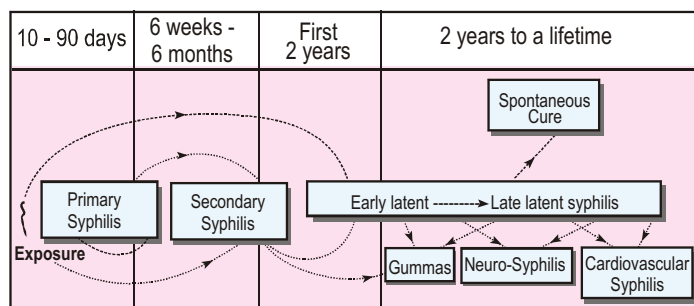 10 - 90 days
6 weeks -
6 months
First
2 years
2 years to a lifetime
Spontaneous
Cure
Primary
Syphilis
Secondary
Syphilis
Early latent
Late latent syphilis
Exposure
Gummas
Neuro-Syphilis
Cardiovascular
Syphilis